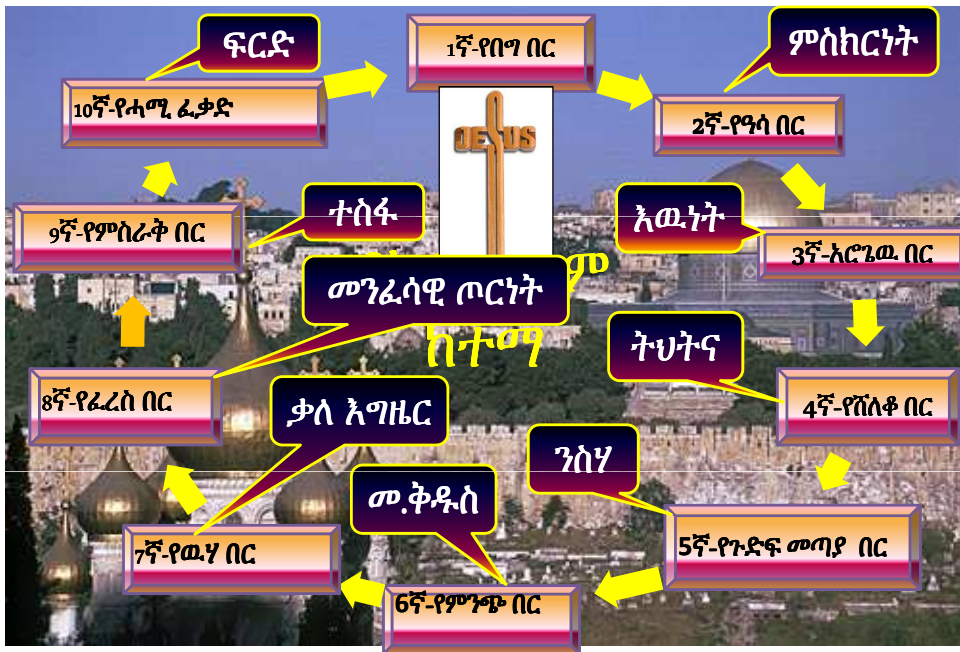 1ኛ-የበግ በር
JESUS
ምስክርነት
2ኛ-የዓሳ በር
እዉነት
3ኛ-አሮጌዉ በር
ትህትና
4ኛ-የሸለቆ በር
ንስሃ
5ኛ-የጉድፍ መጣያ በር
መ.ቅዱስ
6ኛ-የምንጭ በር
ቃለ እግዜር
7ኛ-የዉሃ በር
መንፈሳዊ ጦርነት
8ኛ-የፈረስ በር
ተስፋ
9ኛ-የምስራቅ በር
ፍርድ
10ኛ-የሓሚ ፈቃድ
ም
ከተማ